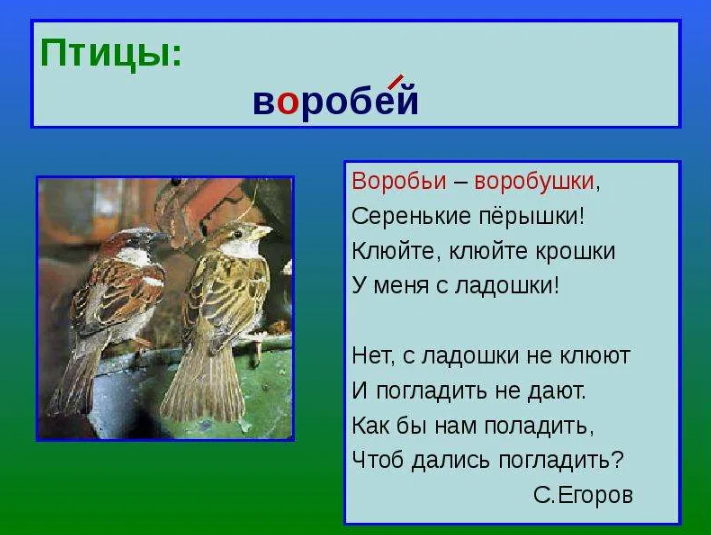 Птицы:
воробей
Воробьи – воробушки,
Серенькие пёрышки!
Клюйте, клюйте крошки
У меня с ладошки!
Нет, с ладошки не клюют
И погладить не дают.
Как бы нам поладить,
Чтоб дались погладить?
С.Егоров